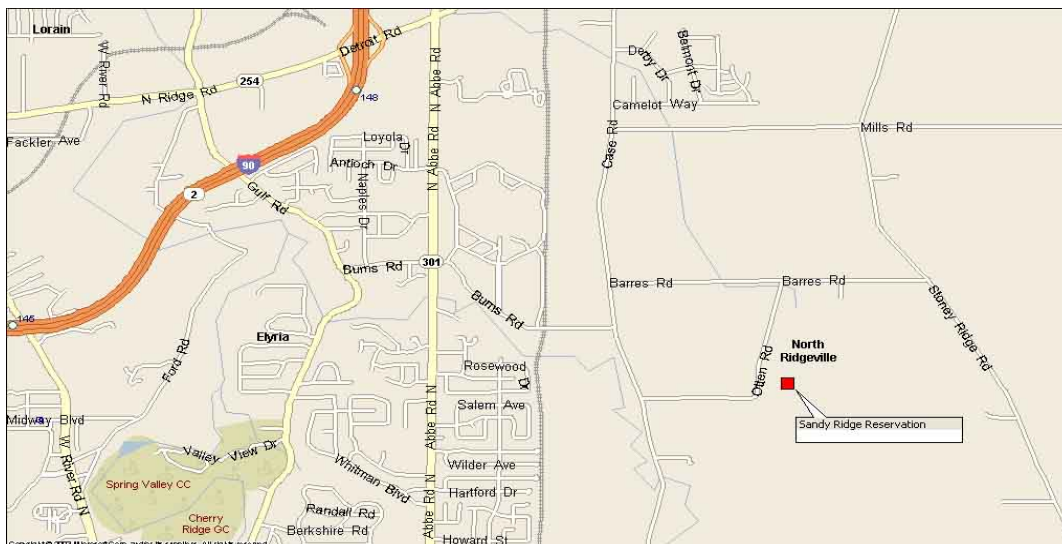 Lorain
W River Rd
Detroit Rd
254
N Ridge Rd
148
N Abbe Rd
Fackler Ave
Loyola Dr
Antioch Dr
90
2
Gulf Rd
Naples Dr
N Abbe Rd
Derby Dr
Belmont Dr
Camelot Way
Case Rd
Mills Rd
Burns Rd
301
Burns Rd
Barres Rd
Barres Rd
Stoney Ridge Rd
145
Elyria
Ford Rd
North
Ridgeville
Otten Rd
Rosewood Dr
Salem Ave
Abbe Rd N
Sandy Ridge Reservation
Midway Blvd
W River Rd N
Valley View Dr
Whitman Blvd
Wilder Ave
Spring Valley CC
Abbe Rd N
Hartford Dr
Cherry
Ridge GC
Randall Rd
Berkshire Rd
Howard St